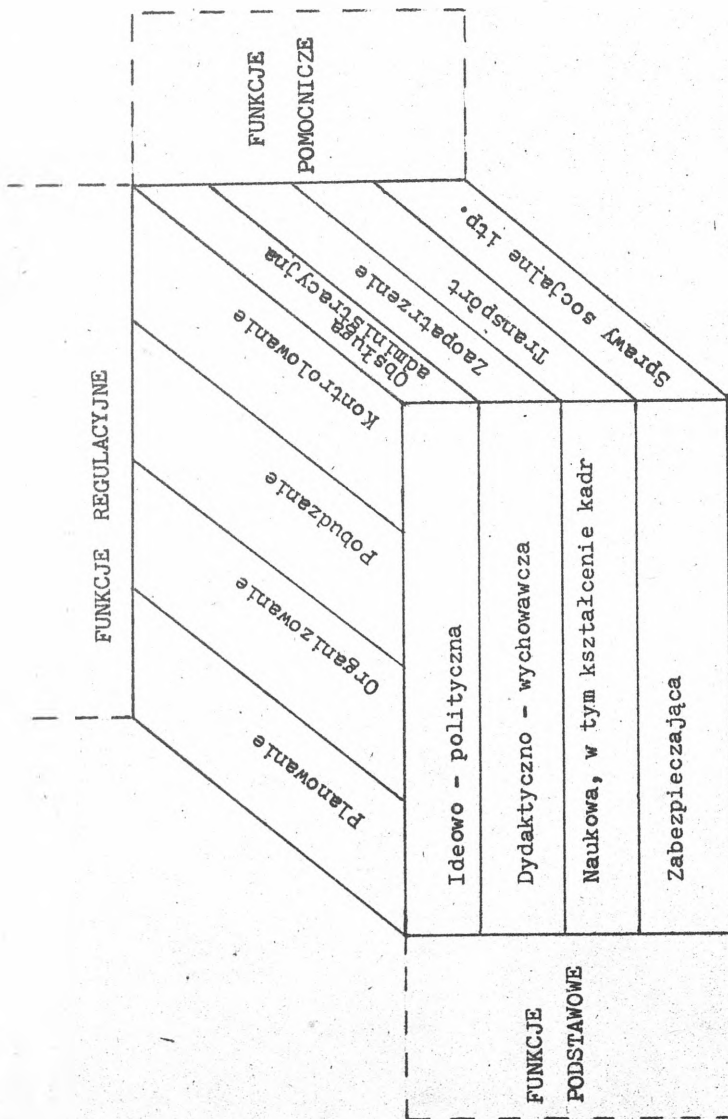 FUNKCJE REGULACYJNE
Planowanie
Organizowanie
Pobudzanie
Kontrolowanie
Obsługa
administracyjna
Zaopatrzenie
Transport
Sprawy socjalne itp.
FUNKCJE
POMOCNICZE
FUNKCJE
PODSTAWOWE
Ideowo - polityczna
Dydaktyczno - wychowawcza
Naukowa, w tym kształcenie kadr
Zabezpieczająca